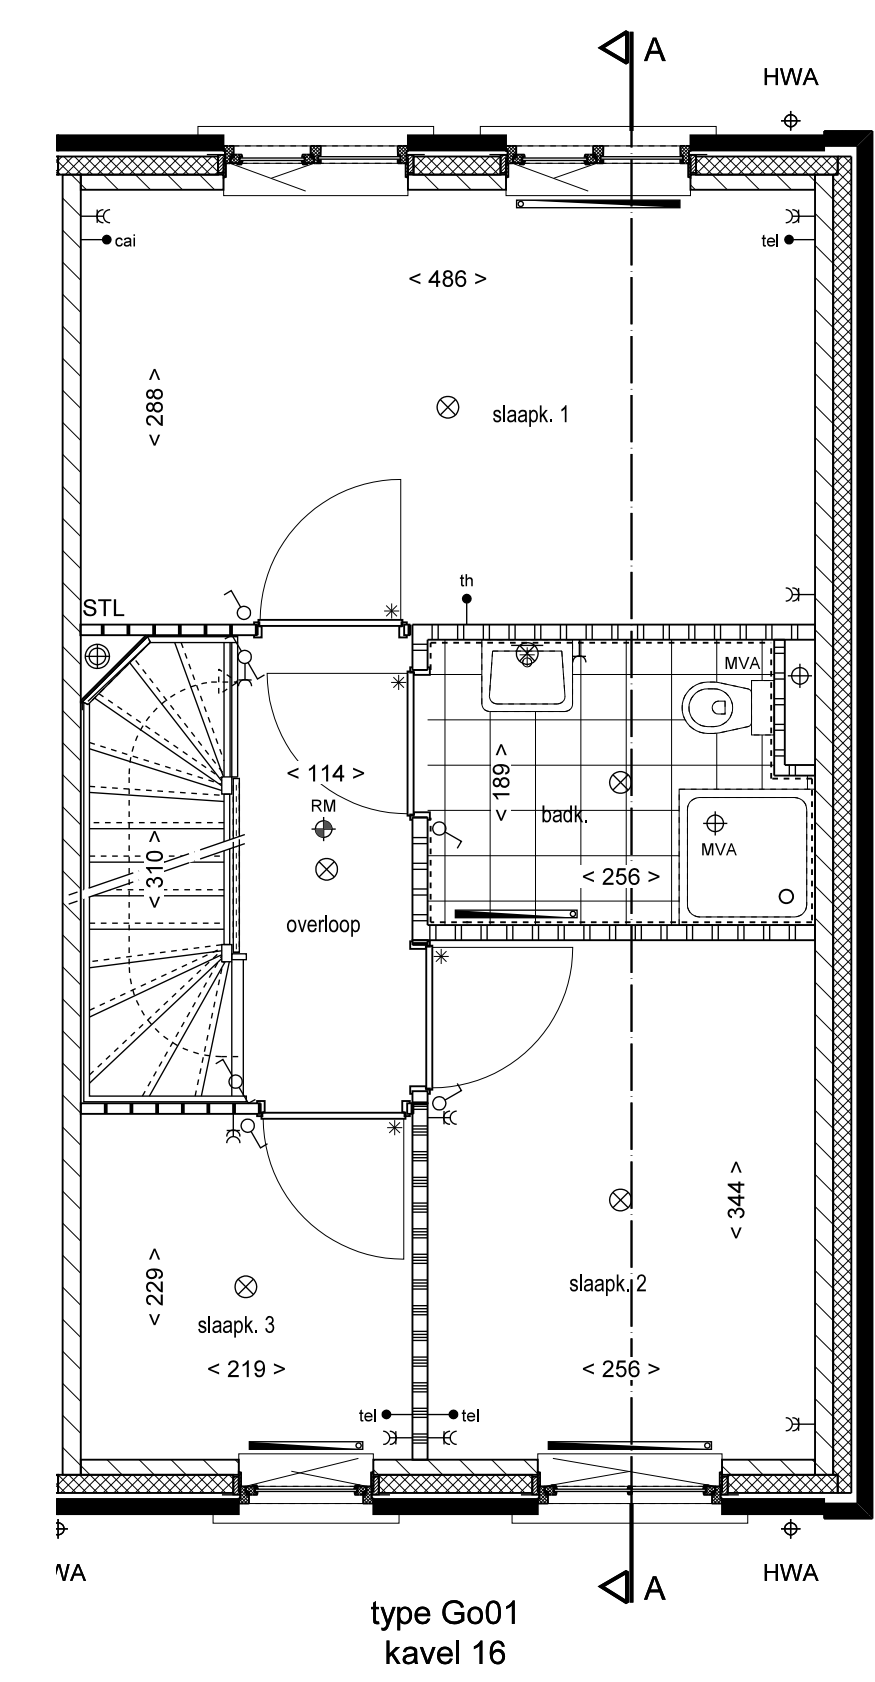 A
HWA
cai
tel
< 486 >
< 288 >
slaapk. 1
th
STL
MVA
< 114 >
< 189 >
RM
badk.
MVA
< 310 >
< 256 >
overloop
< 344 >
< 229 >
slaapk. 2
slaapk. 3
< 219 >
< 256 >
tel
tel
WA
HWA
A
type Go01
kavel 16